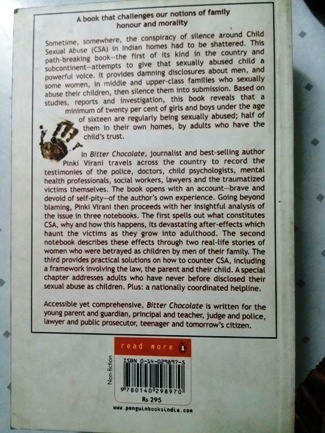 A book that challenges our notions of family
honour and morality
Sometime, somewhere, the conspiracy of silence around Child
Sexual Abuse (CSA) in Indian homes had to be shattered. This
path-breaking book—the first of its kind in the country and
subcontinent—attempts to give that sexually abused child a
powerful voice. It provides damning disclosures about men, and
some women, in middle and upper-class families who sexually
abuse their children, then silence them into submission. Based on
studies, reports and investigation, this book reveals that a
minimum of twenty per cent of girls and boys under the age
of sixteen are regularly being sexually abused; half of
them in their own homes, by adults who have the
child's trust.
In Bitter Chocolate, journalist and best-selling author
Pinki Virani travels across the country to record the
testimonies of the police, doctors, child psychologists, mental
health professionals, social workers, lawyers and the traumatized
victims themselves. The book opens with an account—brave and
devoid of self-pity—of the author's own experience. Going beyond
blaming, Pinki Virani then proceeds with her insightful analysis of
the issue in three notebooks. The first spells out what constitutes
CSA, why and how this happens, its devastating after-effects which
haunt the victims as they grow into adulthood. The second
notebook describes these effects through two real-life stories of
women who were betrayed as children by men of their family. The
third provides practical solutions on how to counter CSA, including
a framework involving the law, the parent and their child. A special
chapter addresses adults who have never before disclosed their
sexual abuse as children. Plus: a nationally coordinated helpline.
Accessible yet comprehensive, Bitter Chocolate is written for the
young parent and guardian, principal and teacher, judge and police,
lawyer and public prosecutor, teenager and tomorrow's citizen.
read more
Non-fiction
ISBN 0-14-029897-5
9 780140 298970
Rs 295
www.penguinbooksindia.com